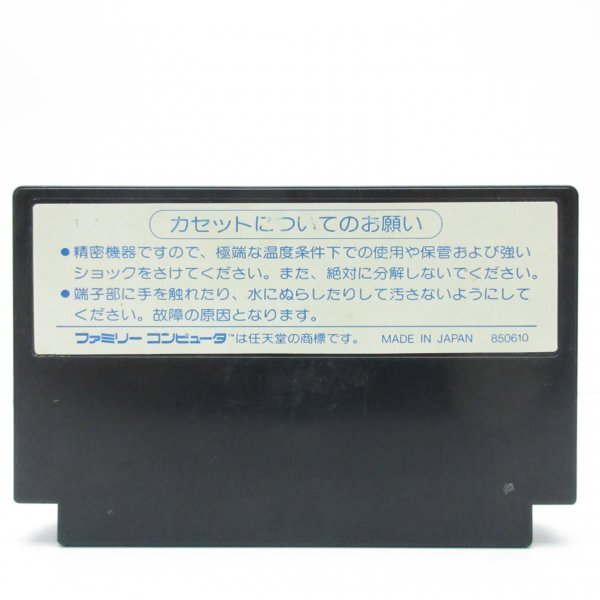 カセットについてのお願い
●精密機器ですので、極端な温度条件下での使用や保管および強い
ショックをさけてください。また、絶対に分解しないでください。
●端子部に手を触れたり、水にぬらしたりして汚さないようにして
ください。故障の原因となります。
ファミリー コンピュータ™は任天堂の商標です。 MADE IN JAPAN 850610